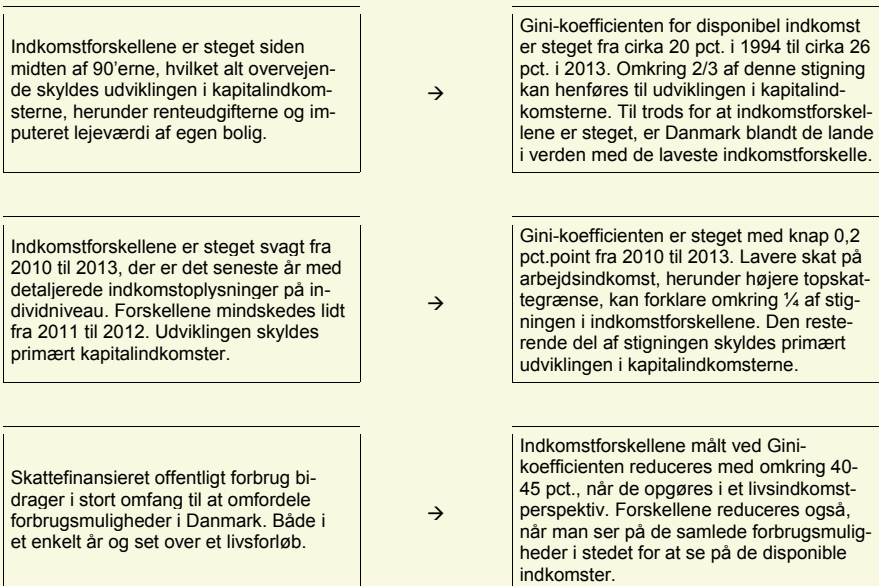 Indkomstforskellene er steget siden
midten af 90'erne, hvilket alt overvejen-
de skyldes udviklingen i kapitalindkom-
sterne, herunder renteudgifterne og im-
puteret lejeværdi af egen bolig.
→
Gini-koefficienten for disponibel indkomst
er steget fra cirka 20 pct. i 1994 til cirka 26
pct. i 2013. Omkring 2/3 af denne stigning
kan henføres til udviklingen i kapitalind-
komsterne. Til trods for at indkomstforskel-
lene er steget, er Danmark blandt de lande
i verden med de laveste indkomstforskelle.
Indkomstforskellene er steget svagt fra
2010 til 2013, der er det seneste år med
detaljerede indkomstoplysninger på in-
dividniveau. Forskellene mindskedes lidt
fra 2011 til 2012. Udviklingen skyldes
primært kapitalindkomster.
→
Gini-koefficienten er steget med knap 0,2
pct.point fra 2010 til 2013. Lavere skat på
arbejdsindkomst, herunder højere topskat-
tegrænse, kan forklare omkring ¼ af stig-
ningen i indkomstforskellene. Den reste-
rende del af stigningen skyldes primært
udviklingen i kapitalindkomsterne.
Skattefinansieret offentligt forbrug bi-
drager i stort omfang til at omfordele
forbrugsmuligheder i Danmark. Både i
et enkelt år og set over et livsforløb.
→
Indkomstforskellene målt ved Gini-
koefficienten reduceres med omkring 40-
45 pct., når de opgøres i et livsindkomst-
perspektiv. Forskellene reduceres også,
når man ser på de samlede forbrugsmulig-
heder i stedet for at se på de disponible
indkomster.